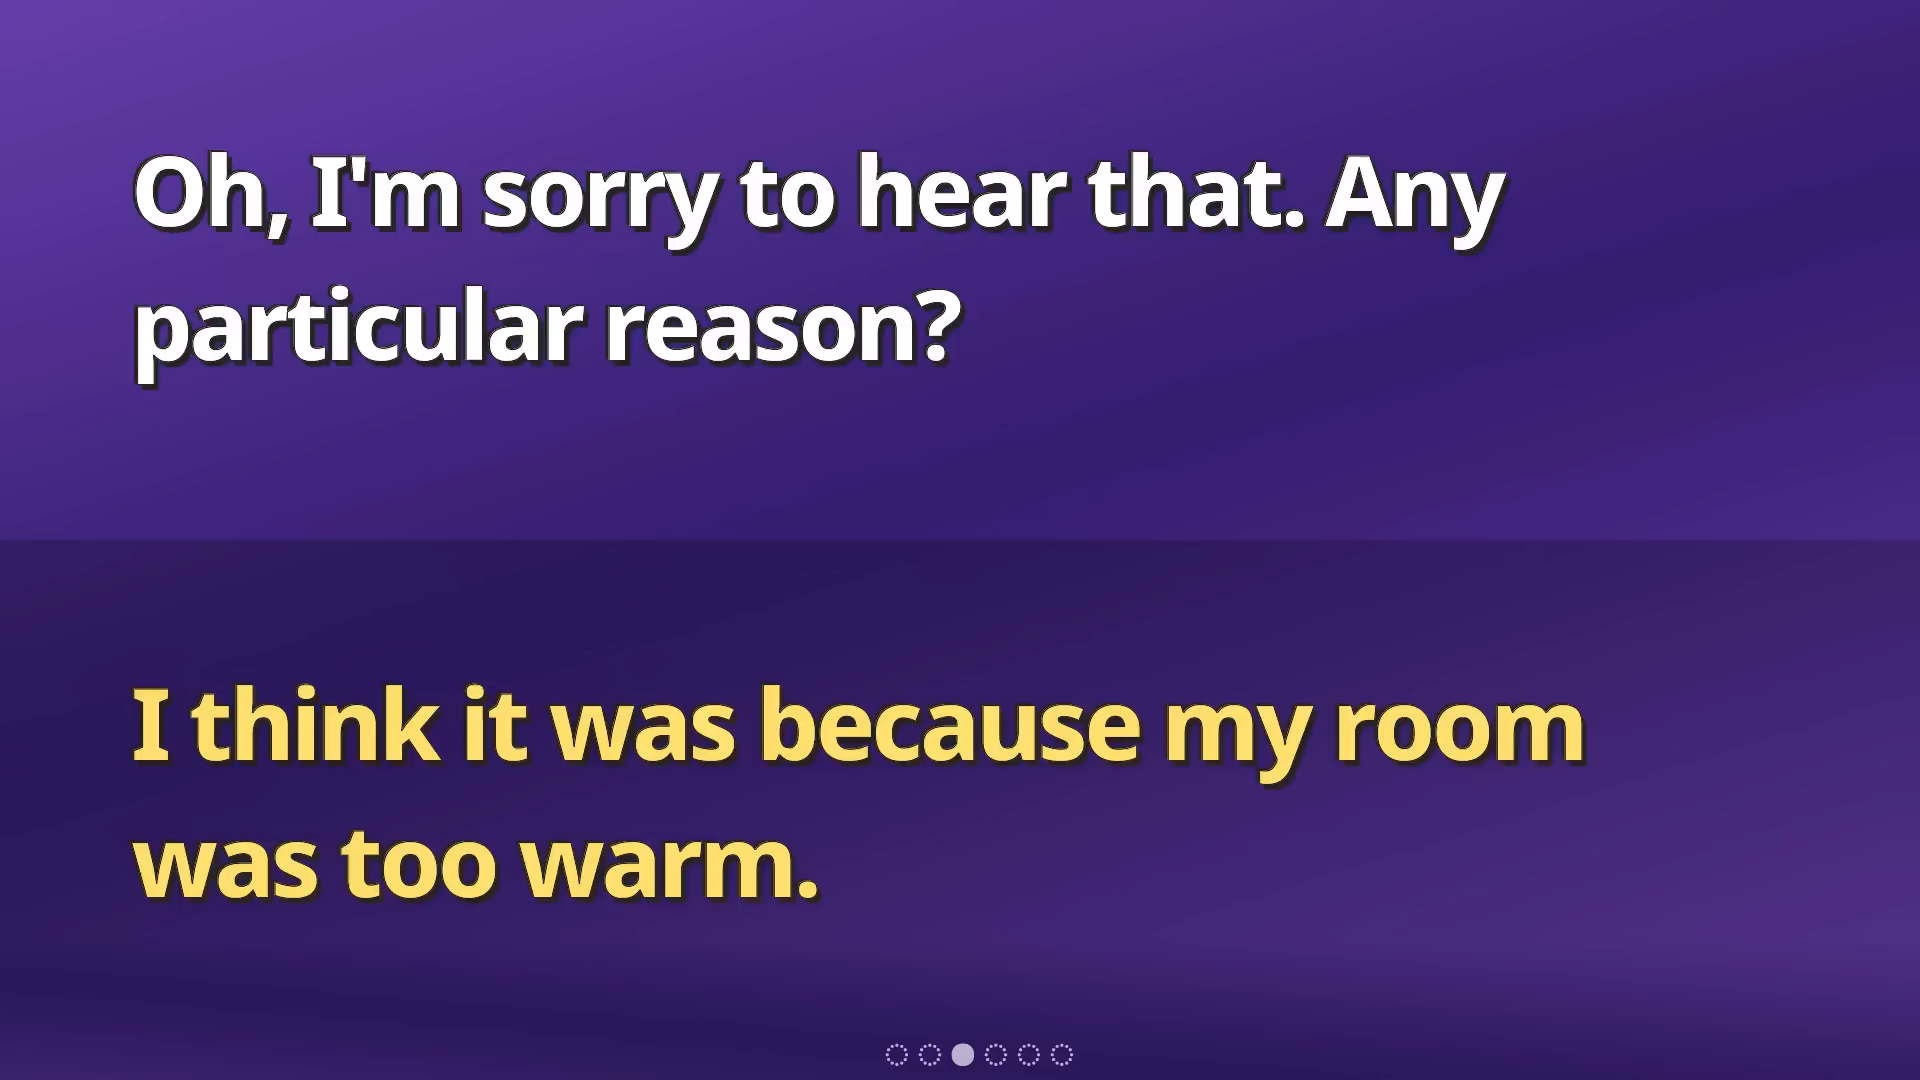 Oh, I'm sorry to hear that. Any
particular reason?
I think it was because my room
was too warm.